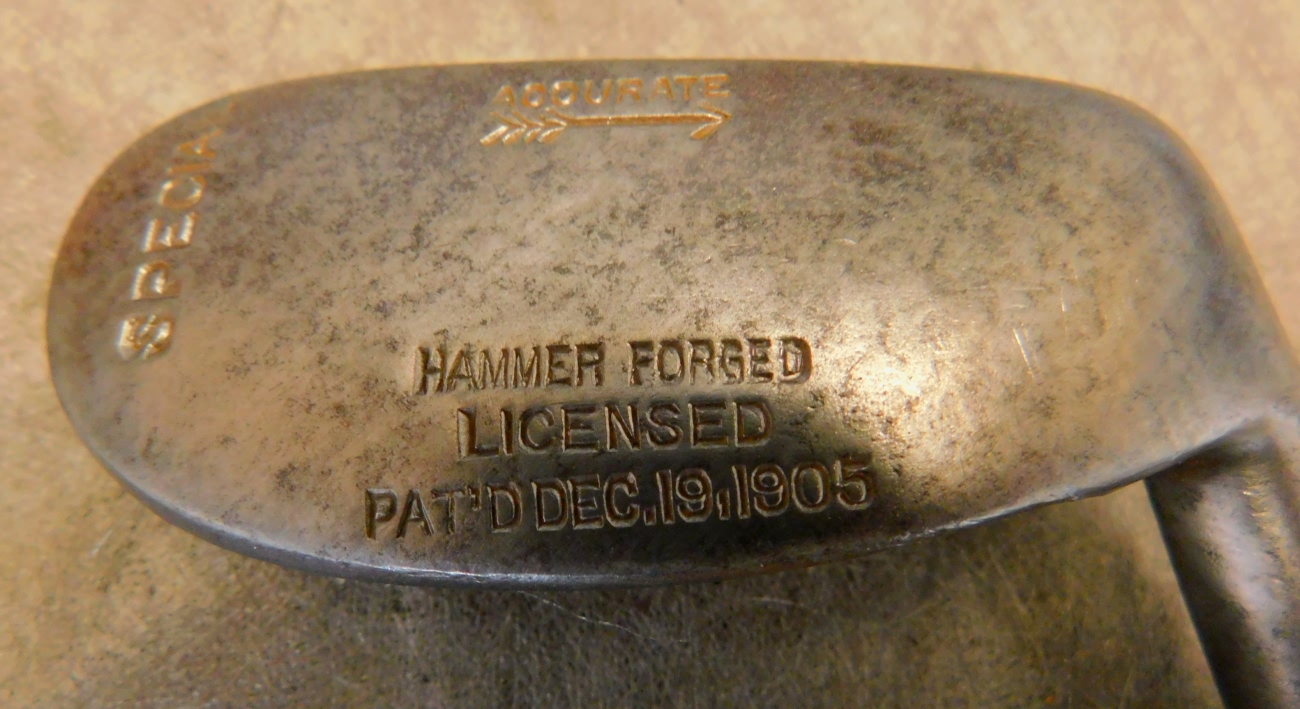 ACCURATE
SPECIAL
HAMMER FORGED
LICENSED
PAT'D DEC.19,1905